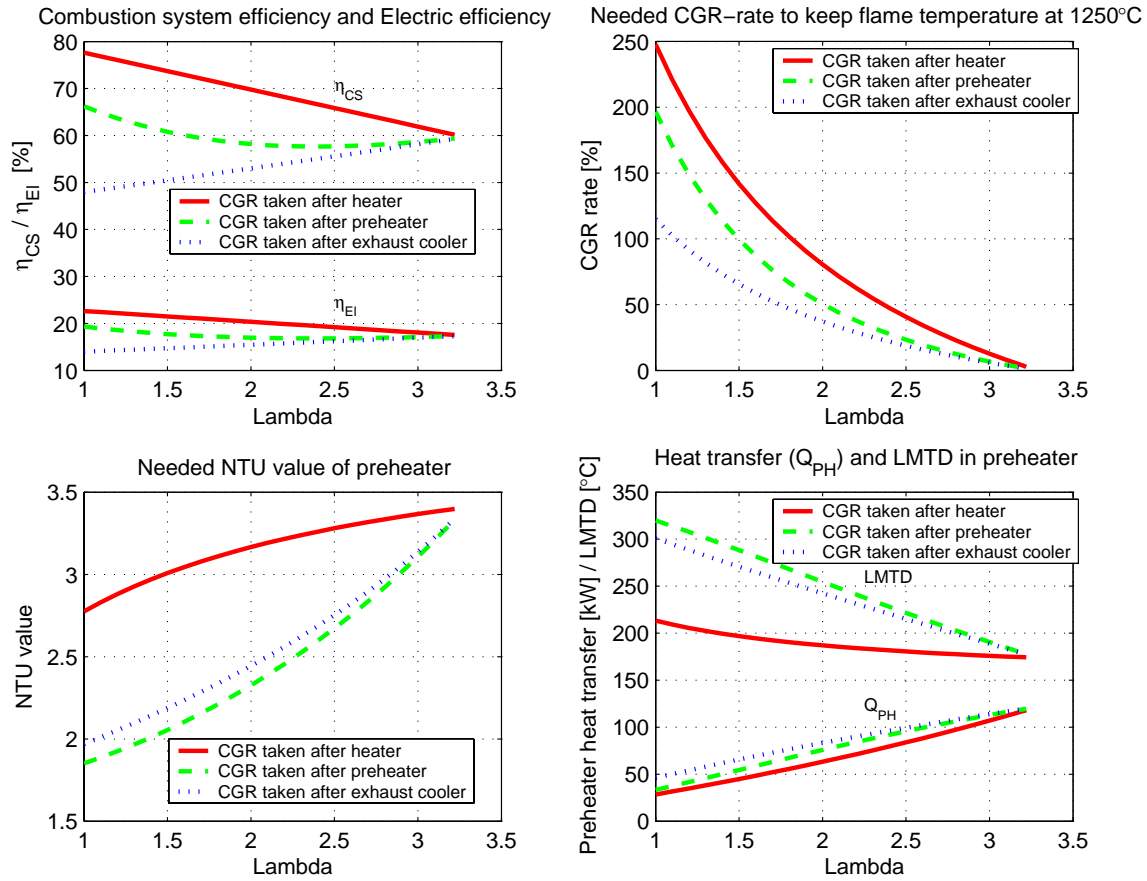 Combustion system efficiency and Electric efficiency
80
70
60
50
40
30
20
10
η_CS / η_El [%]
η_CS
CGR taken after heater
CGR taken after preheater
CGR taken after exhaust cooler
η_El
1 1.5 2 2.5 3 3.5
Lambda
Needed CGR−rate to keep flame temperature at 1250°C
250
200
150
100
50
0
CGR rate [%]
CGR taken after heater
CGR taken after preheater
CGR taken after exhaust cooler
1 1.5 2 2.5 3 3.5
Lambda
Needed NTU value of preheater
3.5
3
2.5
2
1.5
NTU value
CGR taken after heater
CGR taken after preheater
CGR taken after exhaust cooler
1 1.5 2 2.5 3 3.5
Lambda
Heat transfer (Q_PH) and LMTD in preheater
350
300
250
200
150
100
50
0
Preheater heat transfer [kW] / LMTD [°C]
CGR taken after heater
CGR taken after preheater
CGR taken after exhaust cooler
LMTD
Q_PH
1 1.5 2 2.5 3 3.5
Lambda